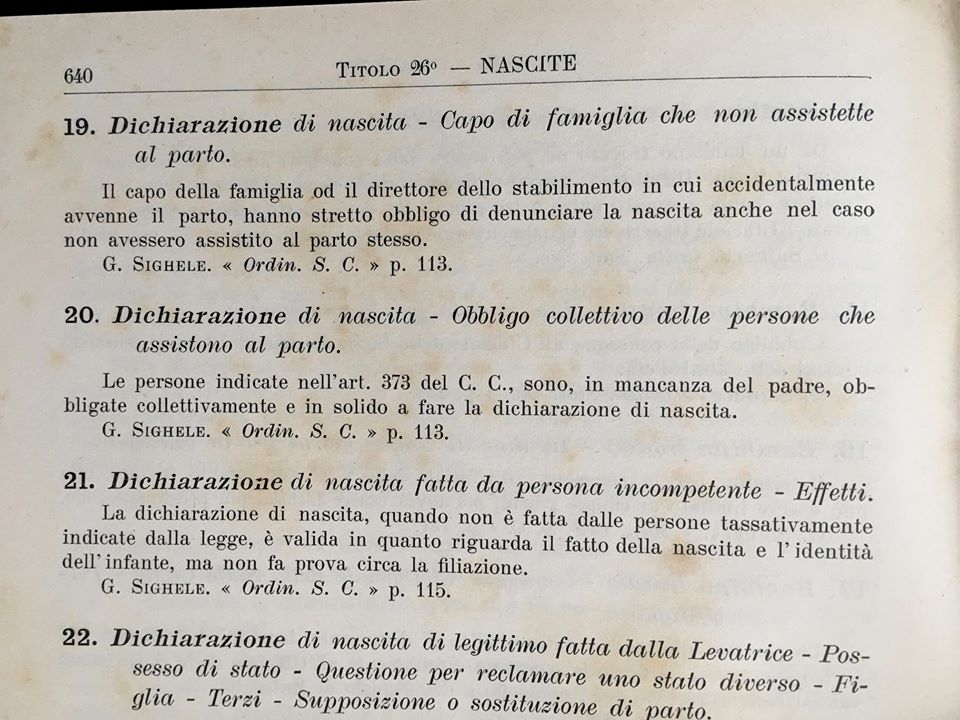 640
TITOLO 26º — NASCITE
19. Dichiarazione di nascita - Capo di famiglia che non assistette
al parto.
Il capo della famiglia od il direttore dello stabilimento in cui accidentalmente
avvenne il parto, hanno stretto obbligo di denunciare la nascita anche nel caso
non avessero assistito al parto stesso.
G. SIGHELE. « Ordin. S. C. » p. 113.
20. Dichiarazione di nascita - Obbligo collettivo delle persone che
assistono al parto.
Le persone indicate nell'art. 373 del C. C., sono, in mancanza del padre, ob-
bligate collettivamente e in solido a fare la dichiarazione di nascita.
G. SIGHELE. « Ordin. S. C. » p. 113.
21. Dichiarazione di nascita fatta da persona incompetente - Effetti.
La dichiarazione di nascita, quando non è fatta dalle persone tassativamente
indicate dalla legge, è valida in quanto riguarda il fatto della nascita e l'identità
dell'infante, ma non fa prova circa la filiazione.
G. SIGHELE. « Ordin. S. C. » p. 115.
22. Dichiarazione di nascita di legittimo fatta dalla Levatrice - Pos-
sesso di stato - Questione per reclamare uno stato diverso - Fi-
glia - Terzi - Supposizione o sostituzione di parto.